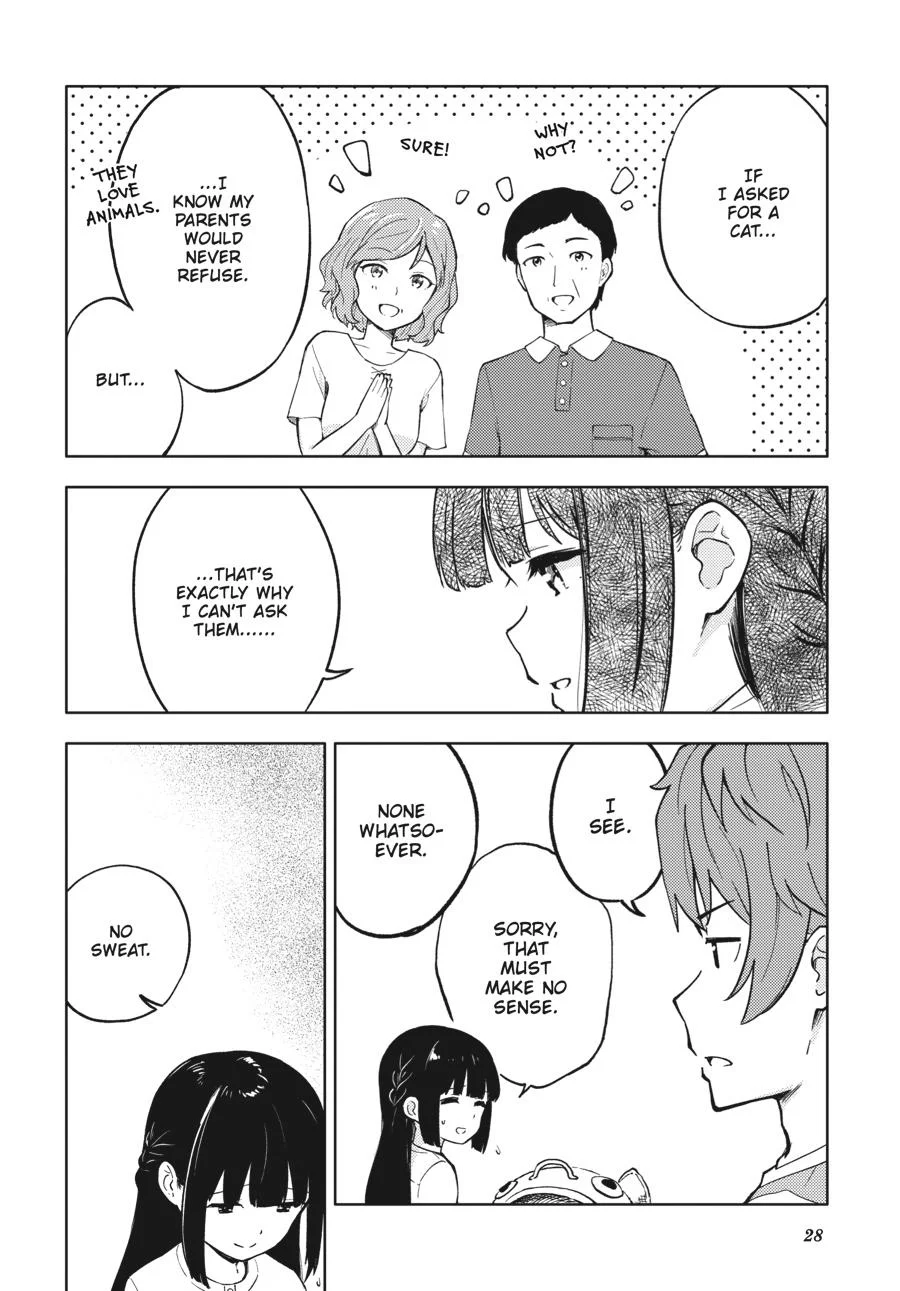 IF
I ASKED
FOR A
CAT...
WHY
NOT?
SURE!
...I
KNOW MY
PARENTS
WOULD
NEVER
REFUSE.
THEY
LOVE
ANIMALS.
BUT...
...THAT'S
EXACTLY WHY
I CAN'T ASK
THEM......
I
SEE.
SORRY,
THAT
MUST
MAKE NO
SENSE.
NONE
WHATSO-
EVER.
NO
SWEAT.
28